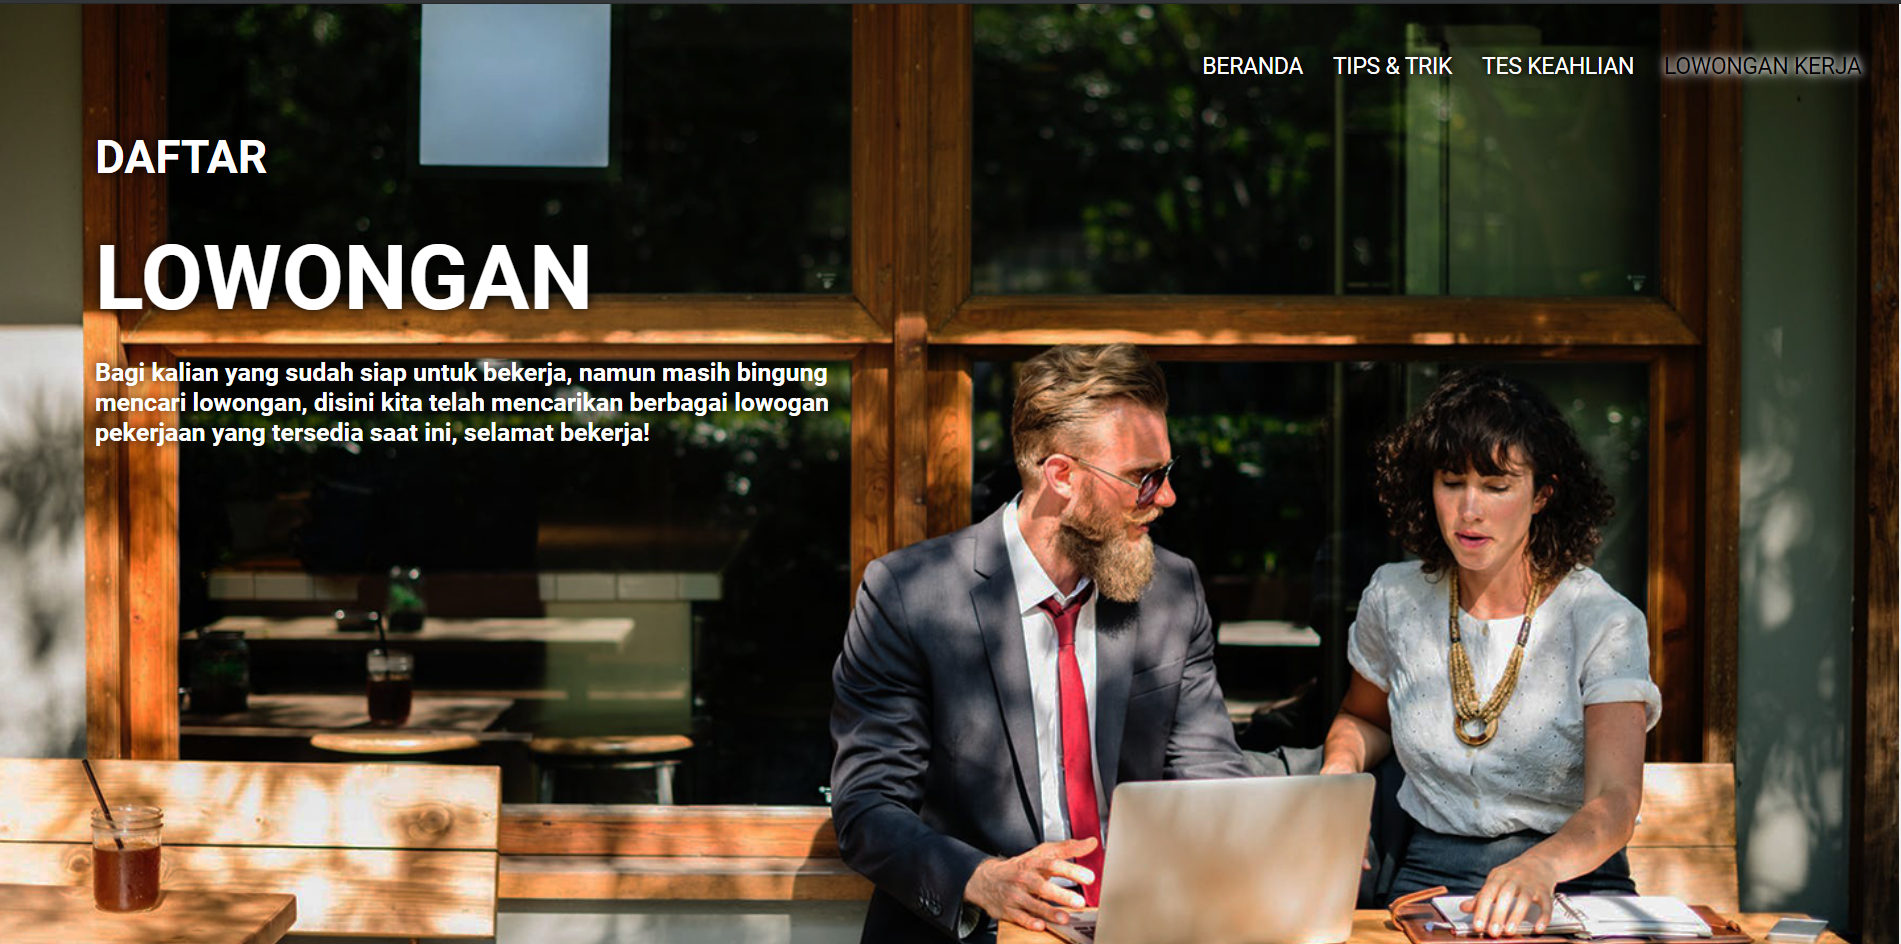 BERANDA TIPS & TRIK TES KEAHLIAN LOWONGAN KERJA
DAFTAR
LOWONGAN
Bagi kalian yang sudah siap untuk bekerja, namun masih bingung
mencari lowongan, disini kita telah mencarikan berbagai lowogan
pekerjaan yang tersedia saat ini, selamat bekerja!